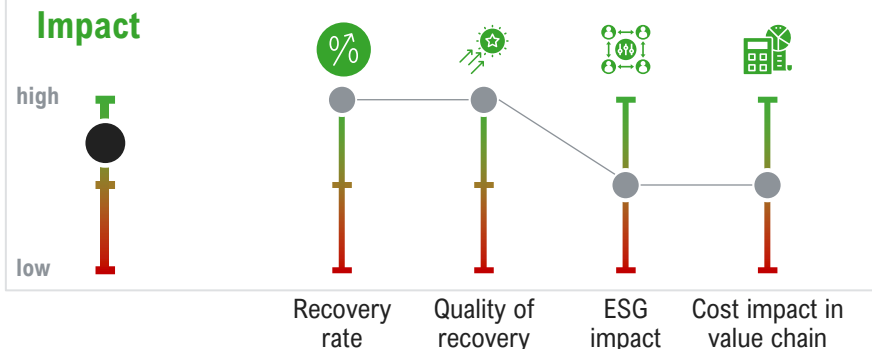 Impact
%
high
low
Recovery
rate
Quality of
recovery
ESG
impact
Cost impact in
value chain